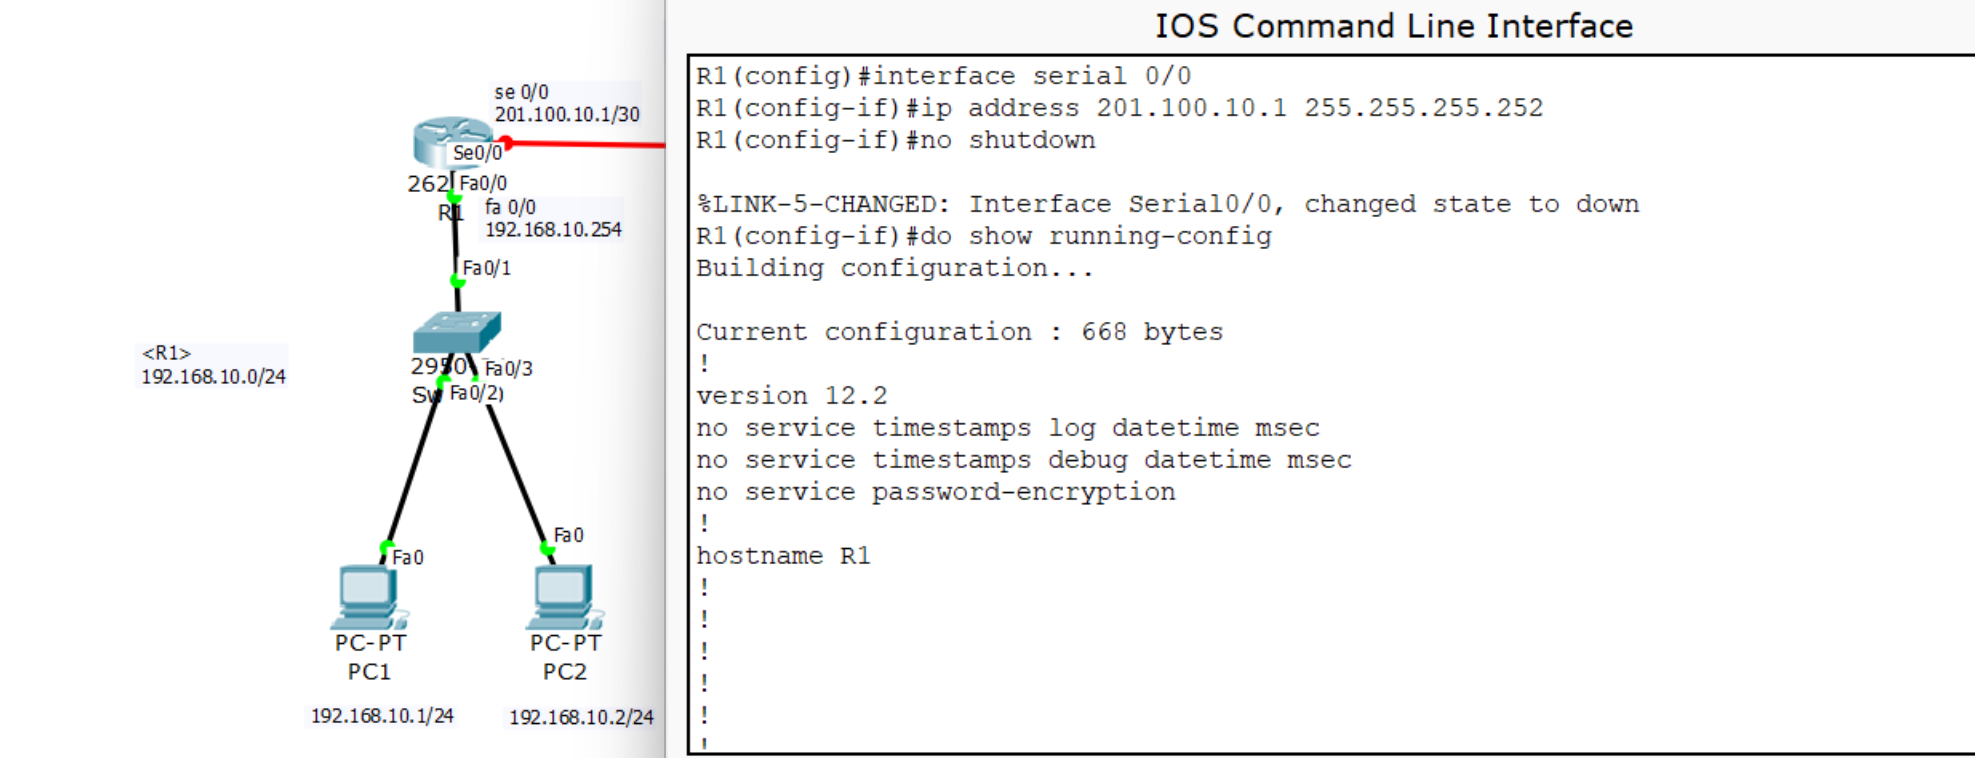 IOS Command Line Interface
se 0/0
201.100.10.1/30
Se0/0
262 Fa0/0
R1
fa 0/0
192.168.10.254
Fa0/1
<R1>
192.168.10.0/24
2950 Fa0/3
Sw Fa0/2)
Fa0
Fa0
PC-PT
PC1
PC-PT
PC2
192.168.10.1/24
192.168.10.2/24
R1(config)#interface serial 0/0
R1(config-if)#ip address 201.100.10.1 255.255.255.252
R1(config-if)#no shutdown
%LINK-5-CHANGED: Interface Serial0/0, changed state to down
R1(config-if)#do show running-config
Building configuration...
Current configuration : 668 bytes
!
version 12.2
no service timestamps log datetime msec
no service timestamps debug datetime msec
no service password-encryption
!
hostname R1
!
!
!
!
!
!